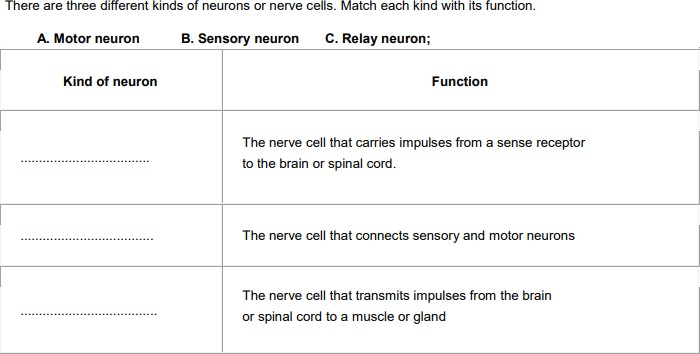 There are three different kinds of neurons or nerve cells. Match each kind with its function.
A. Motor neuron B. Sensory neuron C. Relay neuron;
Kind of neuron Function
................................... The nerve cell that carries impulses from a sense receptor
to the brain or spinal cord.
.................................... The nerve cell that connects sensory and motor neurons
..................................... The nerve cell that transmits impulses from the brain
or spinal cord to a muscle or gland